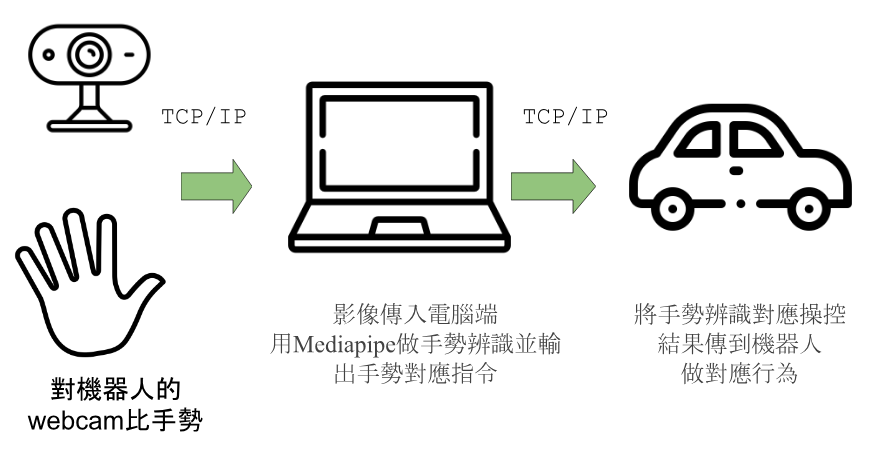 TCP/IP
TCP/IP
對機器人的
webcam比手勢
影像傳入電腦端
用Mediapipe做手勢辨識並輸
出手勢對應指令
將手勢辨識對應操控
結果傳到機器人
做對應行為